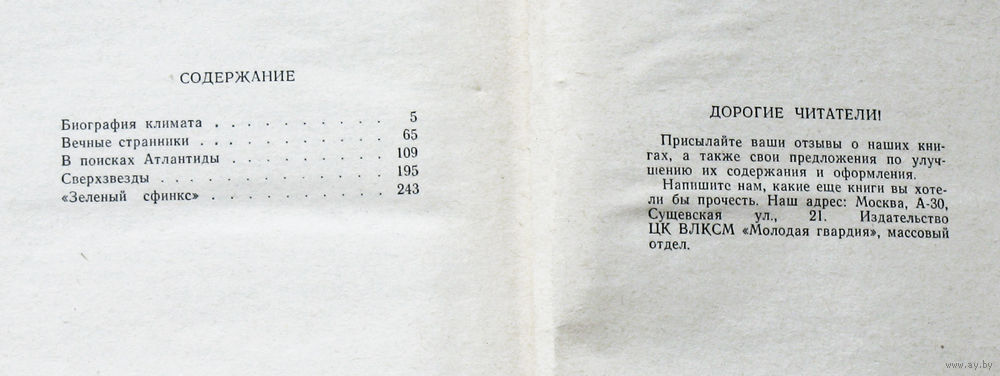 СОДЕРЖАНИЕ
Биография климата . . . . . . . . . . 5
Вечные странники . . . . . . . . . . 65
В поисках Атлантиды . . . . . . . . . 109
Сверхзвезды . . . . . . . . . . . . 195
«Зеленый сфинкс» . . . . . . . . . . 243
ДОРОГИЕ ЧИТАТЕЛИ!
Присылайте ваши отзывы о наших кни-
гах, а также свои предложения по улуч-
шению их содержания и оформления.
Напишите нам, какие еще книги вы хоте-
ли бы прочесть. Наш адрес: Москва, А-30,
Сущевская ул., 21. Издательство
ЦК ВЛКСМ «Молодая гвардия», массовый
отдел.
www.ay.by